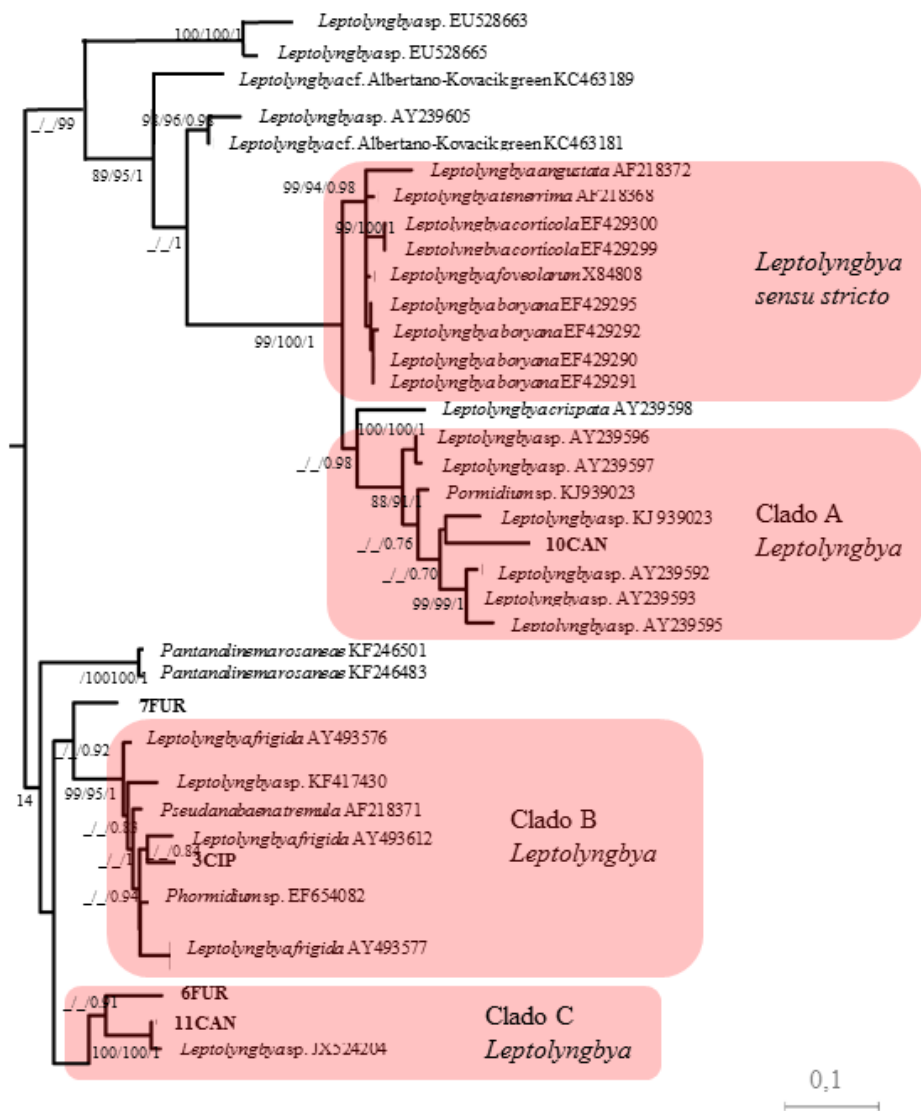 Leptolyngbya sp. EU528663
100/100/1
Leptolyngbya sp. EU528665
Leptolyngbya cf. Albertano-Kovacik green KC463189
Leptolyngbya sp. AY239605
_/_/99
Leptolyngbya cf. Albertano-Kovacik green KC463181
89/95/1
Leptolyngbya angustata AF218372
99/94/0.98
Leptolyngbya tenerrima AF218368
Leptolyngbya corticola EF429300
99/100/1
_/_/1
Leptolyngbya corticola EF429299
Leptolyngbya foveolarum X84808
Leptolyngbya
sensu stricto
Leptolyngbya boryana EF429295
Leptolyngbya boryana EF429292
99/100/1
Leptolyngbya boryana EF429290
Leptolyngbya boryana EF429291
Leptolyngbya crispata AY239598
100/100/1
Leptolyngbya sp. AY239596
_/_/0.98
Leptolyngbya sp. AY239597
Pormidium sp. KJ939023
88/91/1
Leptolyngbya sp. KJ939023
Clado A
Leptolyngbya
10CAN
_/_/0.76
_/_/0.70
Leptolyngbya sp. AY239592
Leptolyngbya sp. AY239593
99/99/1
Leptolyngbya sp. AY239595
Pantanalinema rosaneae KF246501
/100100/1
Pantanalinema rosaneae KF246483
7FUR
Leptolyngbya frigida AY493576
_/_/0.92
Leptolyngbya sp. KF417430
99/95/1
14
Pseudanabaena tremula AF218371
Clado B
Leptolyngbya
Leptolyngbya frigida AY493612
_/_/0.84
_/_/1
3CIP
_/_/0.94
Phormidium sp. EF654082
Leptolyngbya frigida AY493577
6FUR
_/_/0.91
11CAN
Clado C
Leptolyngbya
100/100/1
Leptolyngbya sp. JX524204
0,1